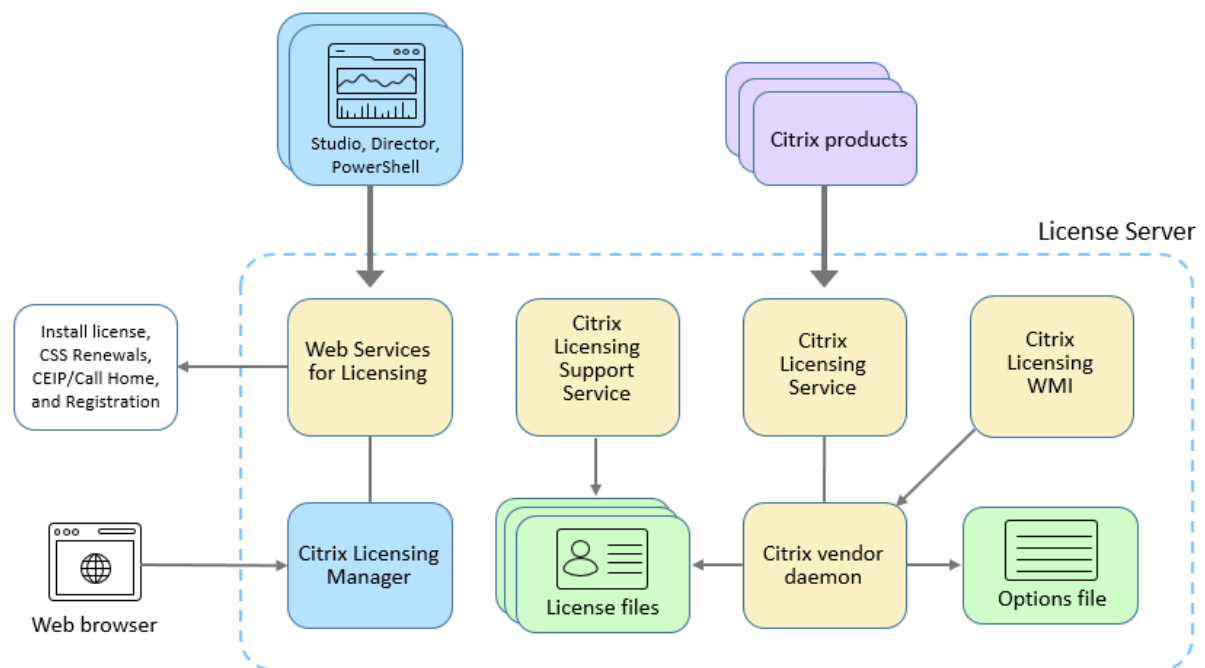 Studio, Director,
PowerShell
Citrix products
License Server
Install license,
CSS Renewals,
CEIP/Call Home,
and Registration
Web Services
for Licensing
Citrix
Licensing
Support
Service
Citrix
Licensing
Service
Citrix
Licensing
WMI
Web browser
Citrix Licensing
Manager
License files
Citrix vendor
daemon
Options file